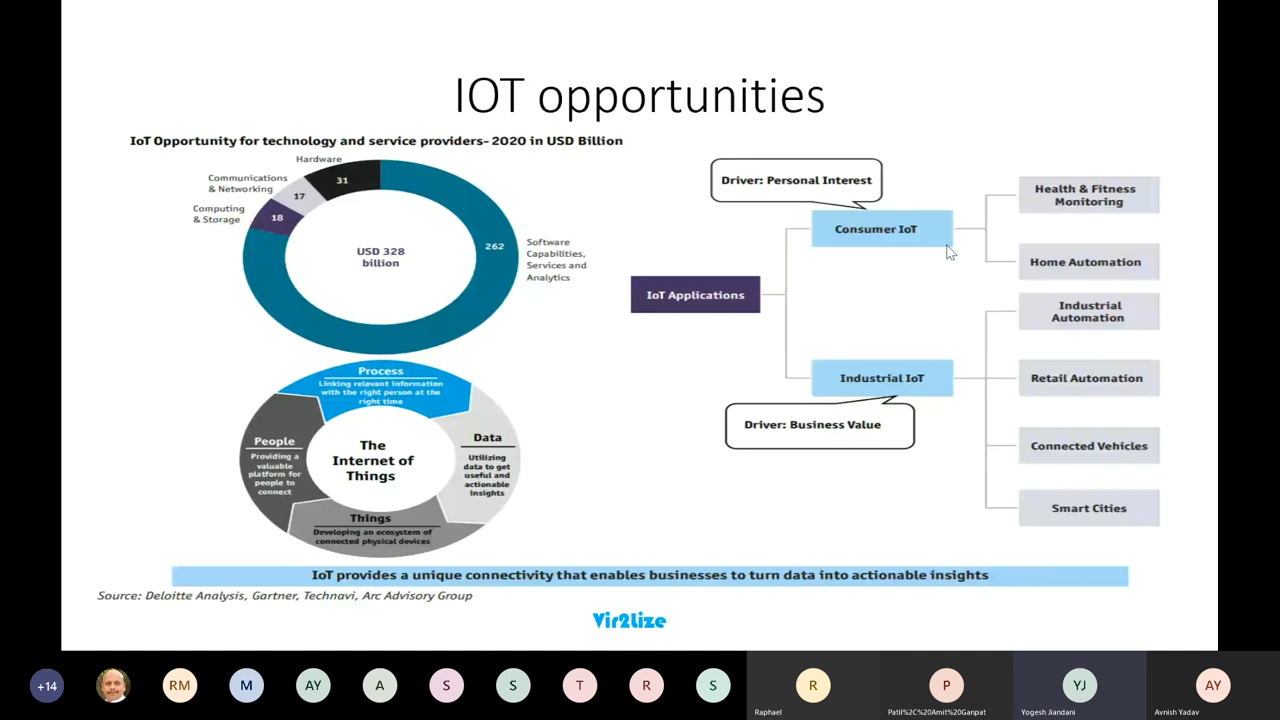 IOT opportunities
IoT Opportunity for technology and service providers- 2020 in USD Billion
Hardware
31
Communications
& Networking
17
Computing
& Storage
18
USD 328
billion
262
Software
Capabilities,
Services and
Analytics
Process
Linking relevant information
with the right person at the
right time
People
Providing a
valuable
platform for
people to
connect
The
Internet of
Things
Data
Utilizing
data to get
useful and
actionable
insights
Things
Developing an ecosystem of
connected physical devices
Driver: Personal Interest
Consumer IoT
IoT Applications
Industrial IoT
Driver: Business Value
Health & Fitness
Monitoring
Home Automation
Industrial
Automation
Retail Automation
Connected Vehicles
Smart Cities
IoT provides a unique connectivity that enables businesses to turn data into actionable insights
Source: Deloitte Analysis, Gartner, Technavi, Arc Advisory Group
Vir2lize
+14
RM
M
AY
A
S
S
T
R
S
R
Raphael
P
Patil%2C%20Amit%20Ganpat
YJ
Yogesh Jiandani
AY
Avnish Yadav